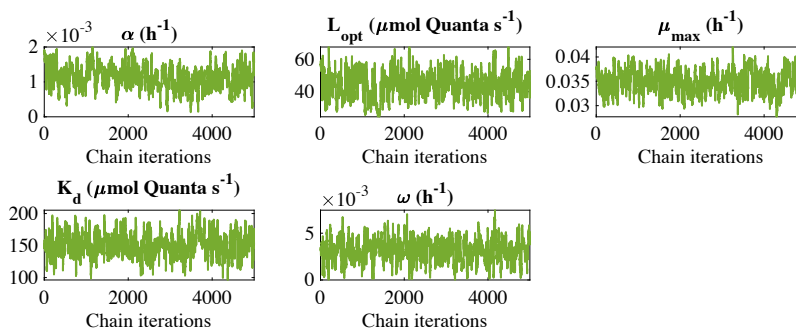 α (h⁻¹)
×10⁻³
2
1
0
0 2000 4000
Chain iterations
L_opt (μmol Quanta s⁻¹)
60
40
0 2000 4000
Chain iterations
μ_max (h⁻¹)
0.04
0.035
0.03
0 2000 4000
Chain iterations
K_d (μmol Quanta s⁻¹)
200
150
100
0 2000 4000
Chain iterations
ω (h⁻¹)
×10⁻³
5
0
0 2000 4000
Chain iterations